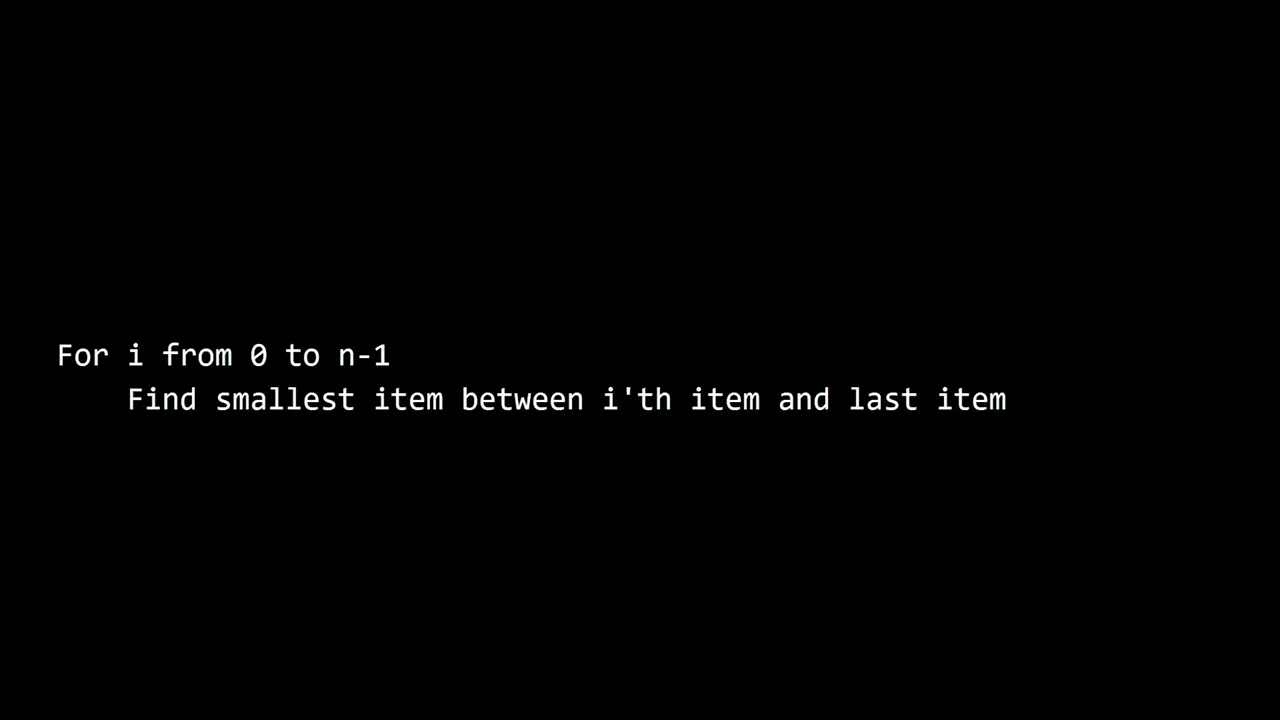 For i from 0 to n-1
Find smallest item between i'th item and last item